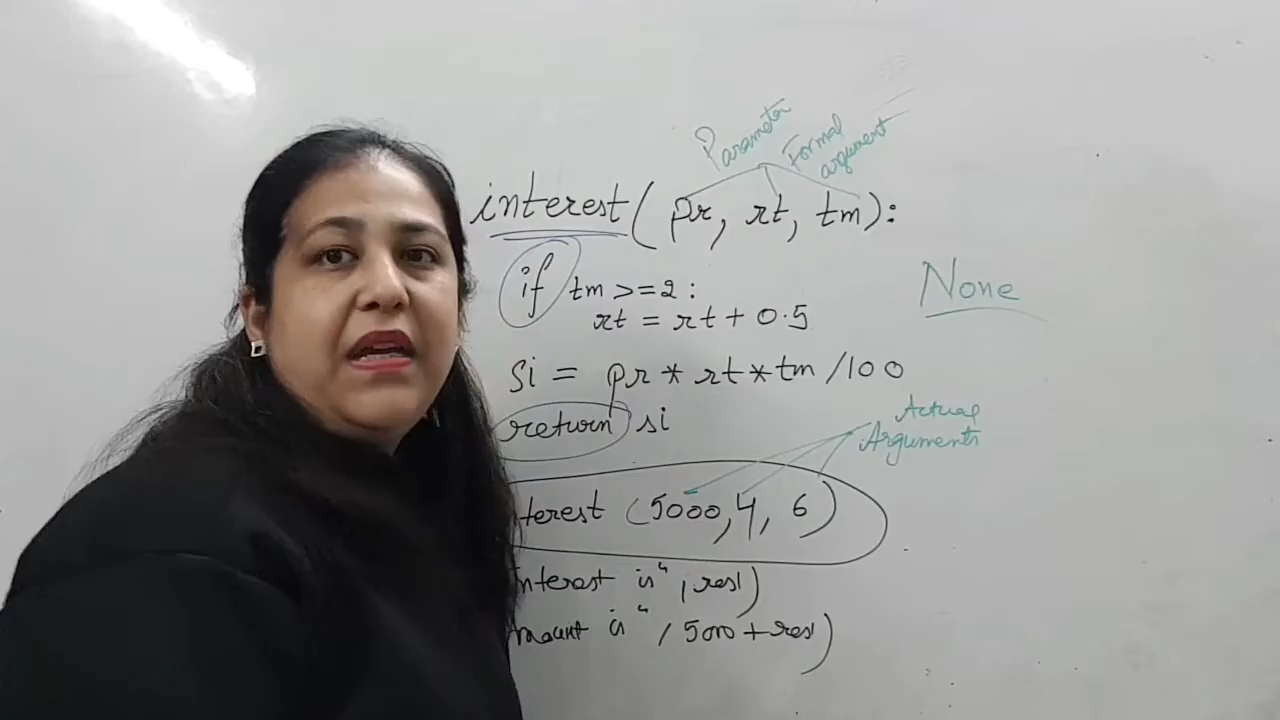 Parameter
Formal
argument
interest( pr, rt, tm):
if tm >= 2 :
None
rt = rt + 0.5
si = pr * rt * tm /100
return si
Actual
Arguments
terest (5000, 4, 6)
nterest is", res)
mount is", 5000 + res)